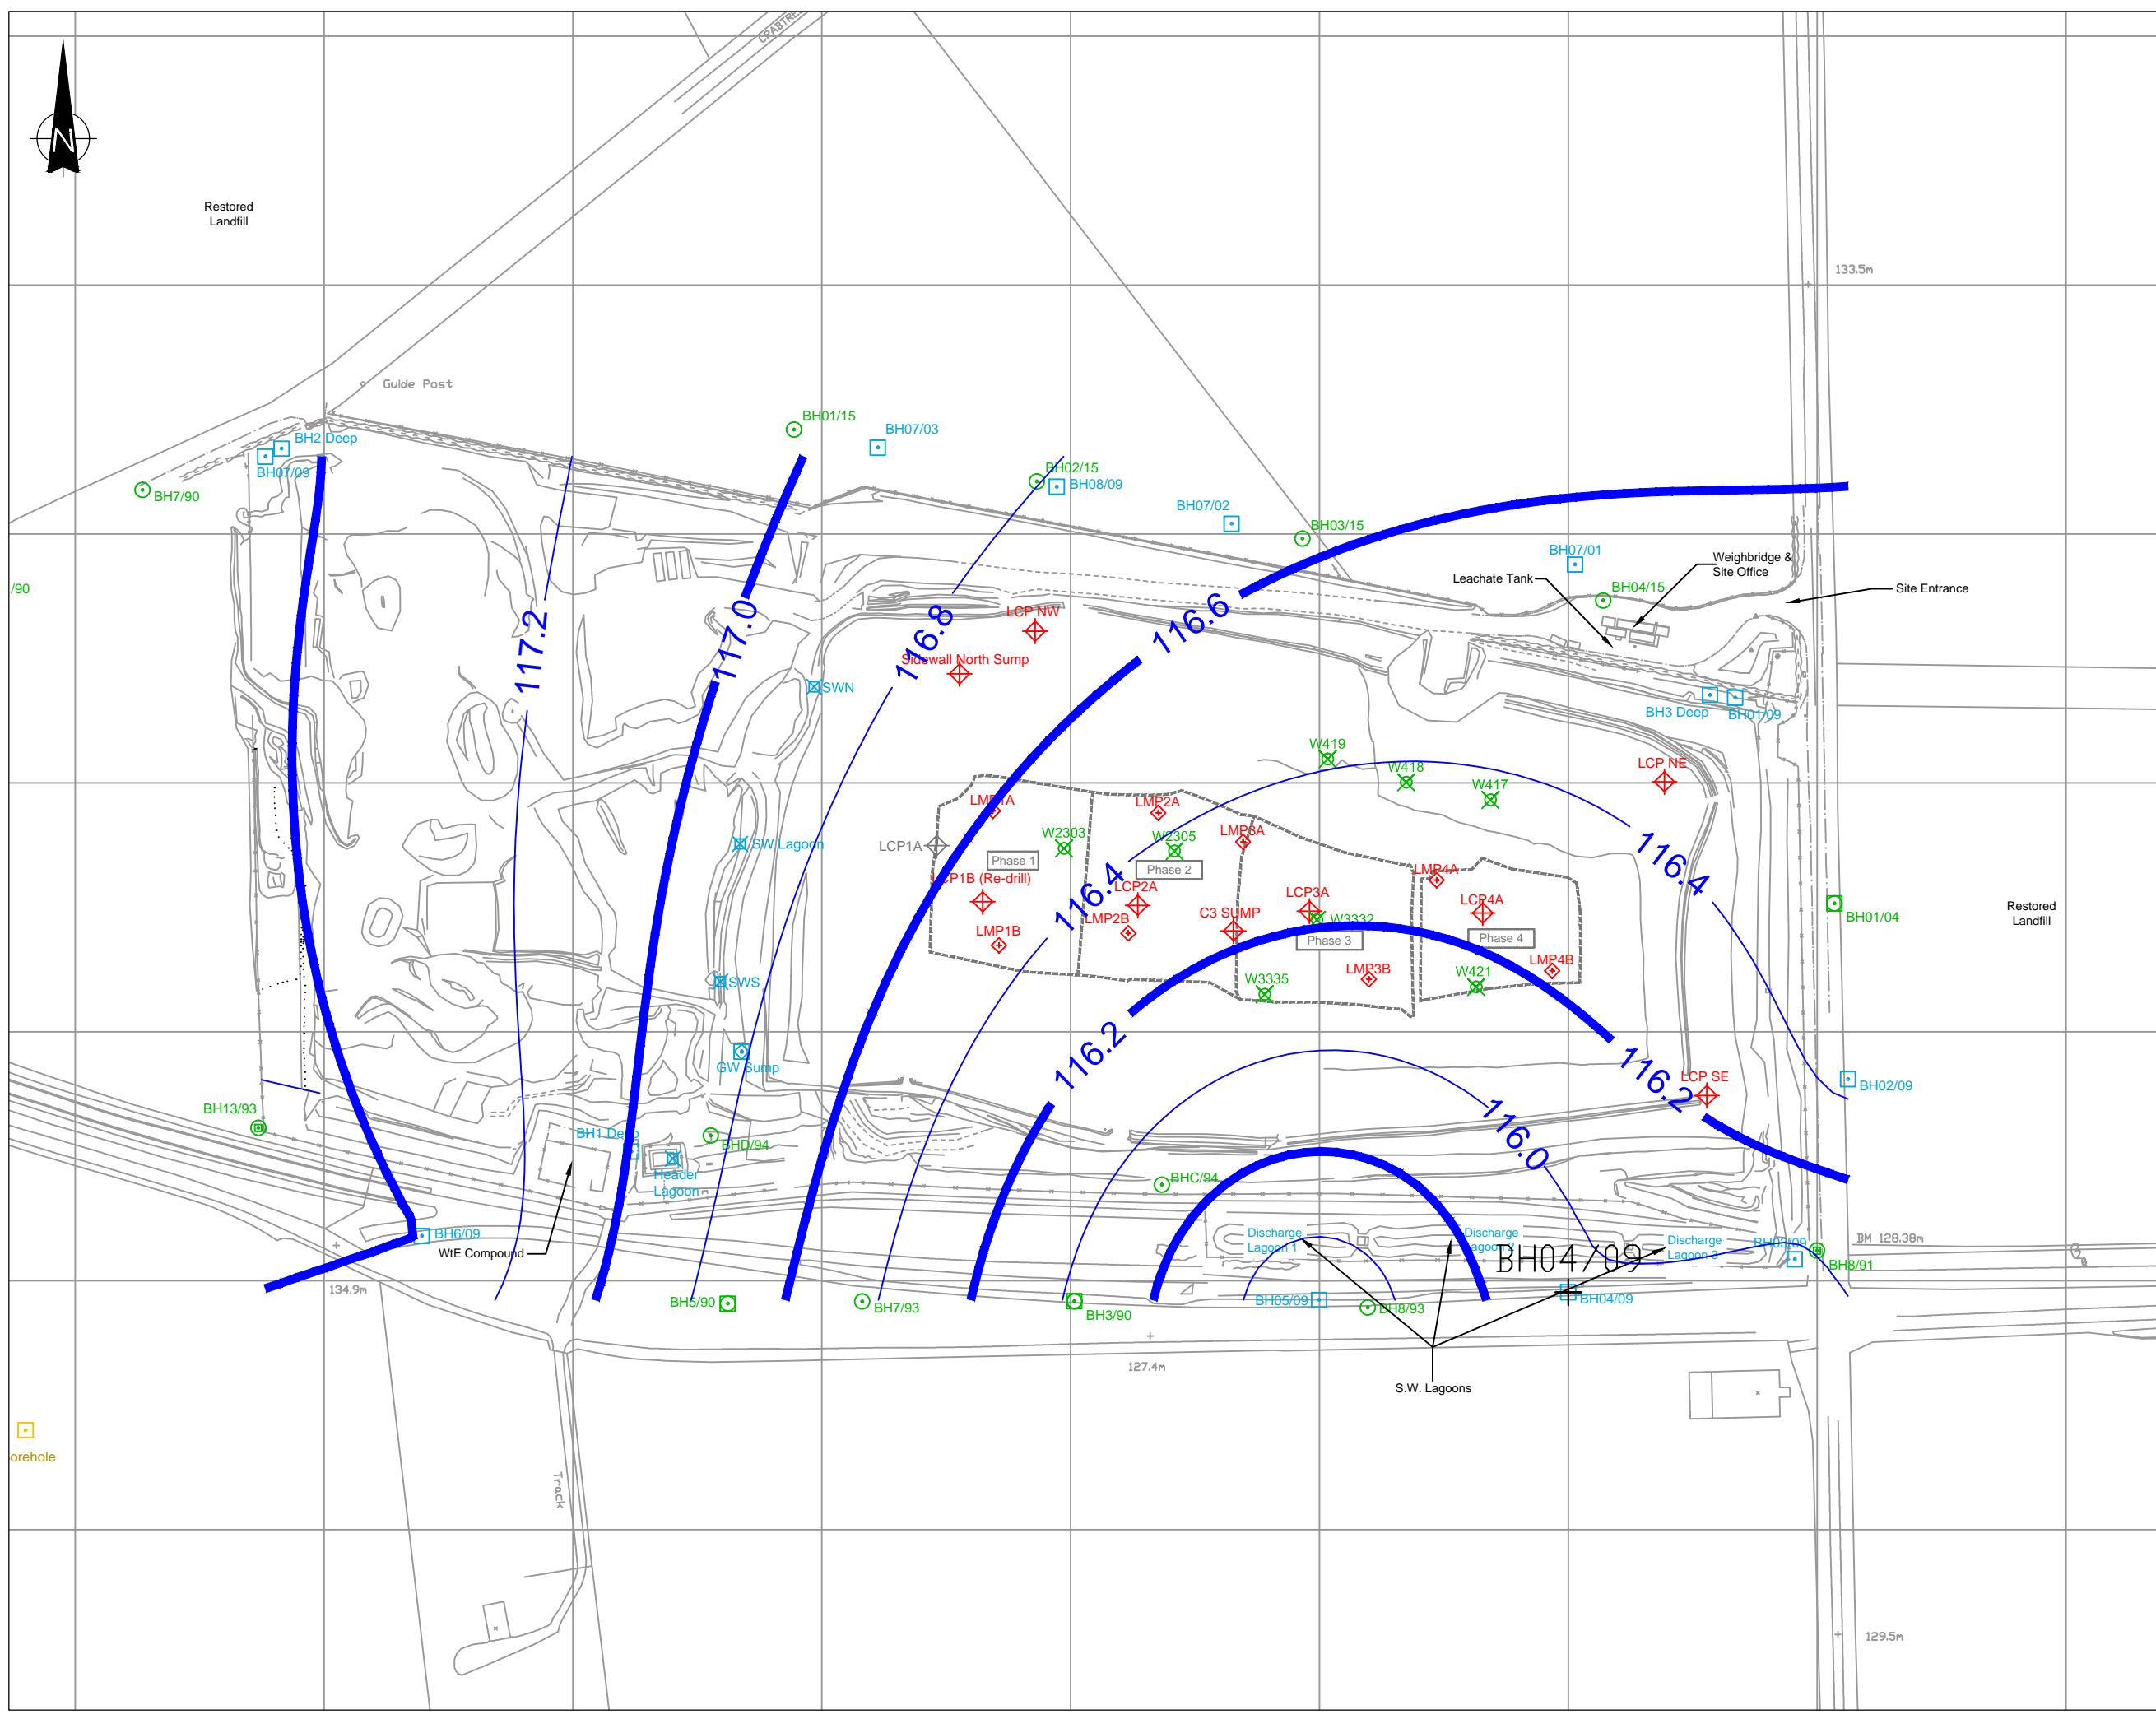 CRABTREE
N
Restored
Landfill
133.5m
Guide Post
BH01/15
BH07/03
BH2 Deep
BH07/09
BH7/90
BH02/15
BH08/09
BH07/02
BH03/15
BH07/01
Weighbridge &
Site Office
Leachate Tank
BH04/15
Site Entrance
/90
117.2
117.0
116.8
116.6
LCP NW
Sidewall North Sump
SWN
BH3 Deep
BH01/09
W419
W418
W417
LCP NE
LMP1A
LMP2A
LMP3A
W2303
W2305
SW Lagoon
LCP1A
Phase 1
Phase 2
116.4
116.4
LMP4A
LCP1B (Re-drill)
LCP2A
LCP3A
LCP4A
LMP2B
C3 SUMP
W3332
LMP1B
Phase 3
Phase 4
BH01/04
Restored
Landfill
SWS
LMP3B
LMP4B
W3335
W421
116.2
116.2
GW Sump
LCP SE
BH02/09
BH13/93
BH1 Deep
BHD/94
116.0
Header
Lagoon
BHC/94
BH6/09
WtE Compound
Discharge
Lagoon 1
Discharge
Lagoon 2
Discharge
Lagoon 3
BH04/09
BH03/09
BM 128.38m
BH8/91
134.9m
BH5/90
BH7/93
BH3/90
BH05/09
BH8/93
BH04/09
127.4m
S.W. Lagoons
orehole
Track
129.5m